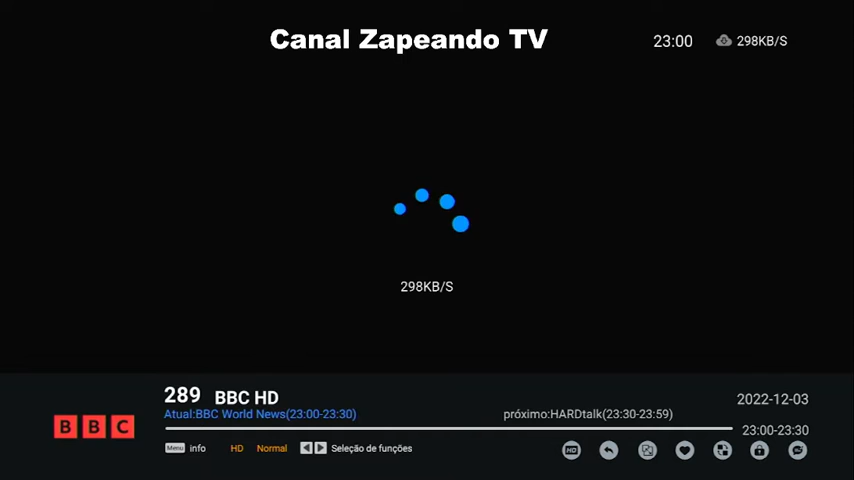 Canal Zapeando TV
23:00 298KB/S
298KB/S
289 BBC HD
2022-12-03
Atual:BBC World News(23:00-23:30)
próximo:HARDtalk(23:30-23:59)
BBC
23:00-23:30
Menu info HD Normal Seleção de funções
HD